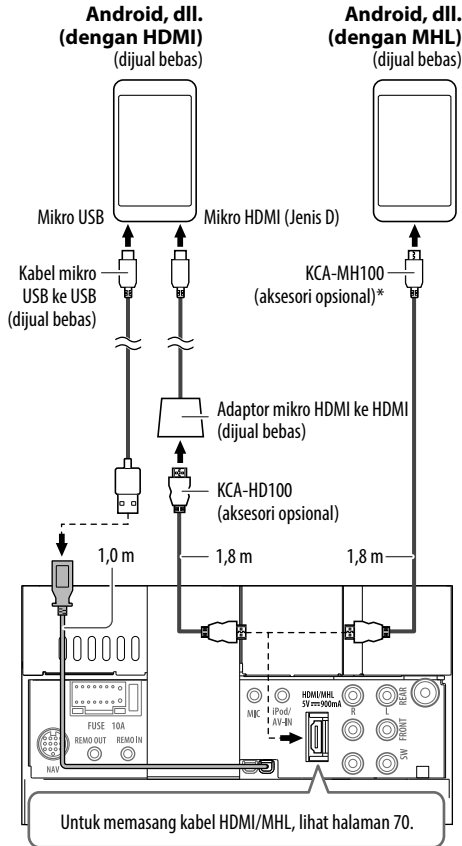 Android, dll.
(dengan HDMI)
(dijual bebas)
Android, dll.
(dengan MHL)
(dijual bebas)
Mikro USB
Mikro HDMI (Jenis D)
Kabel mikro
USB ke USB
(dijual bebas)
KCA-MH100
(aksesori opsional)*
Adaptor mikro HDMI ke HDMI
(dijual bebas)
KCA-HD100
(aksesori opsional)
1,0 m
1,8 m
1,8 m
FUSE 10A
REMO OUT
REMO IN
NAV
MIC
iPod/
AV-IN
HDMI/MHL
5V⎓900mA
R
L
REAR
FRONT
SW
Untuk memasang kabel HDMI/MHL, lihat halaman 70.